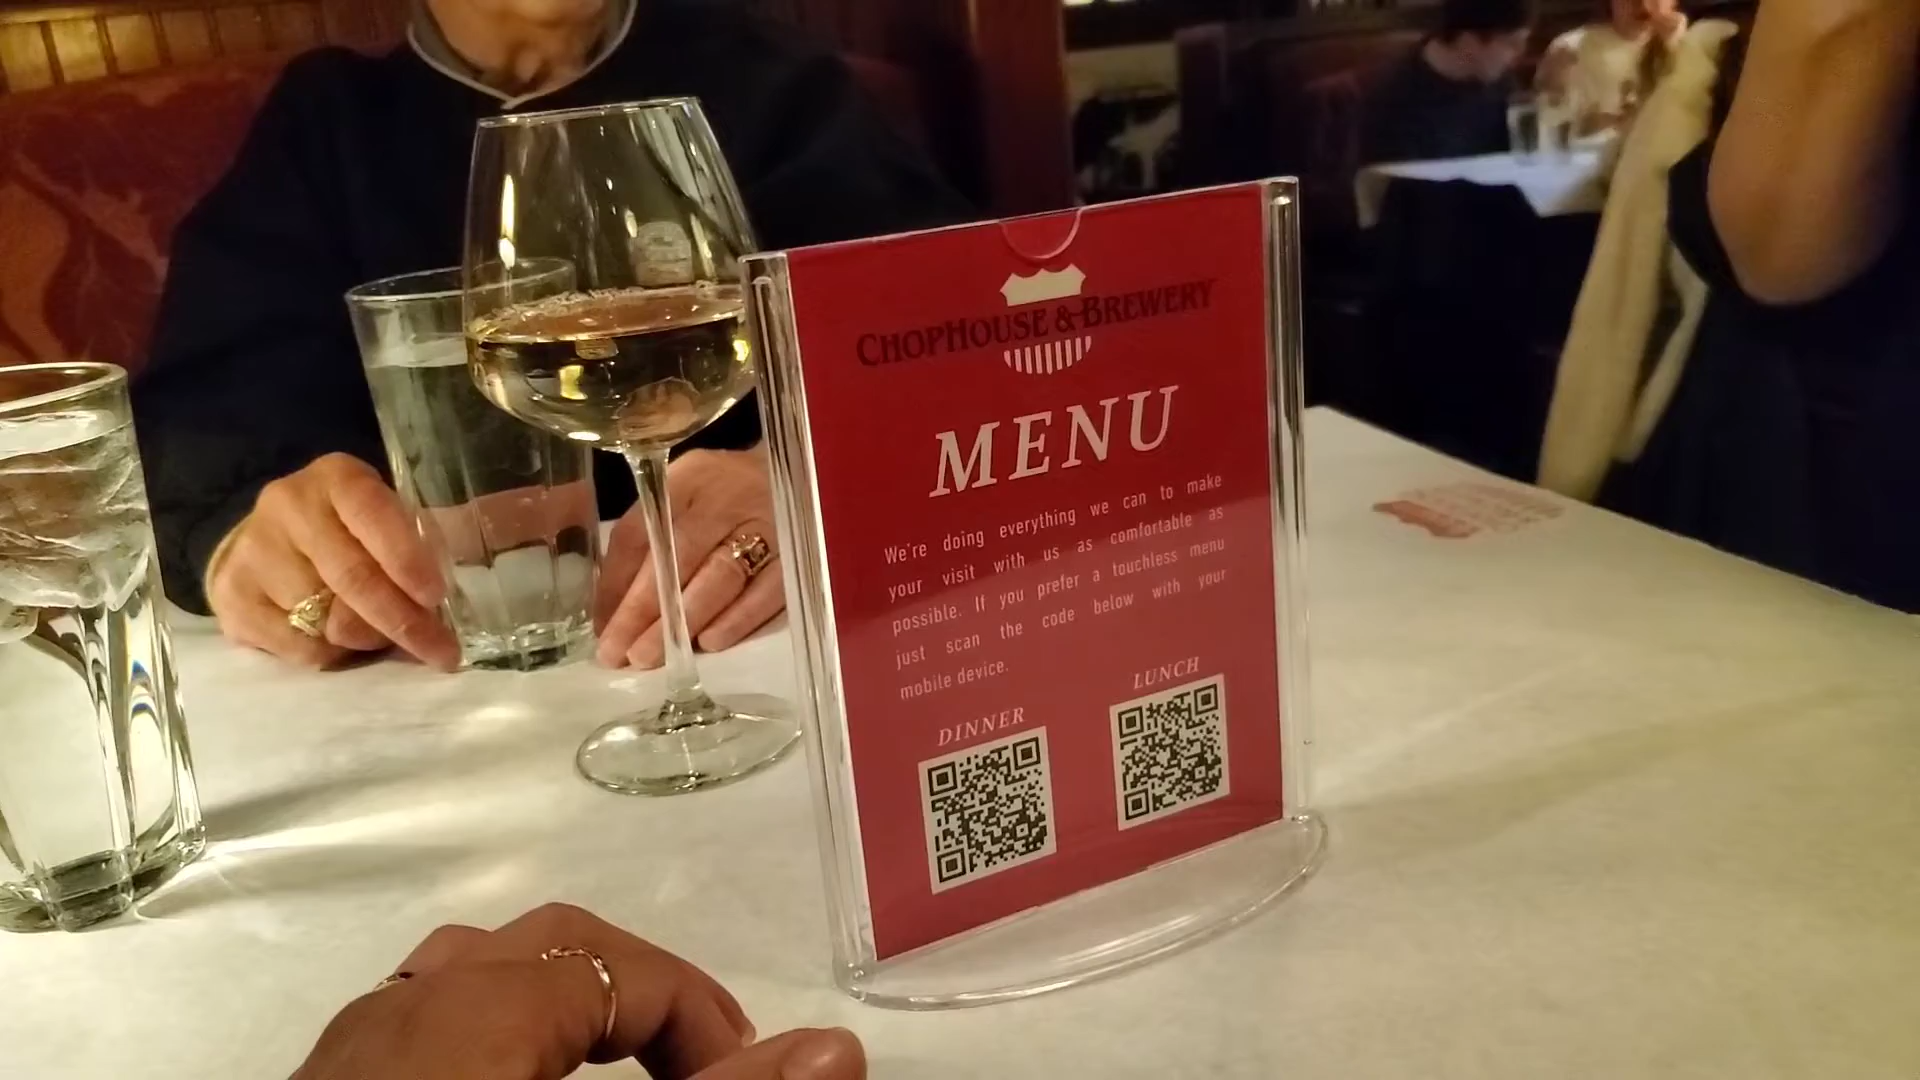 CHOPHOUSE & BREWERY
MENU
We're doing everything we can to make
your visit with us as comfortable as
possible. If you prefer a touchless menu
just scan the code below with your
mobile device.
DINNER
LUNCH